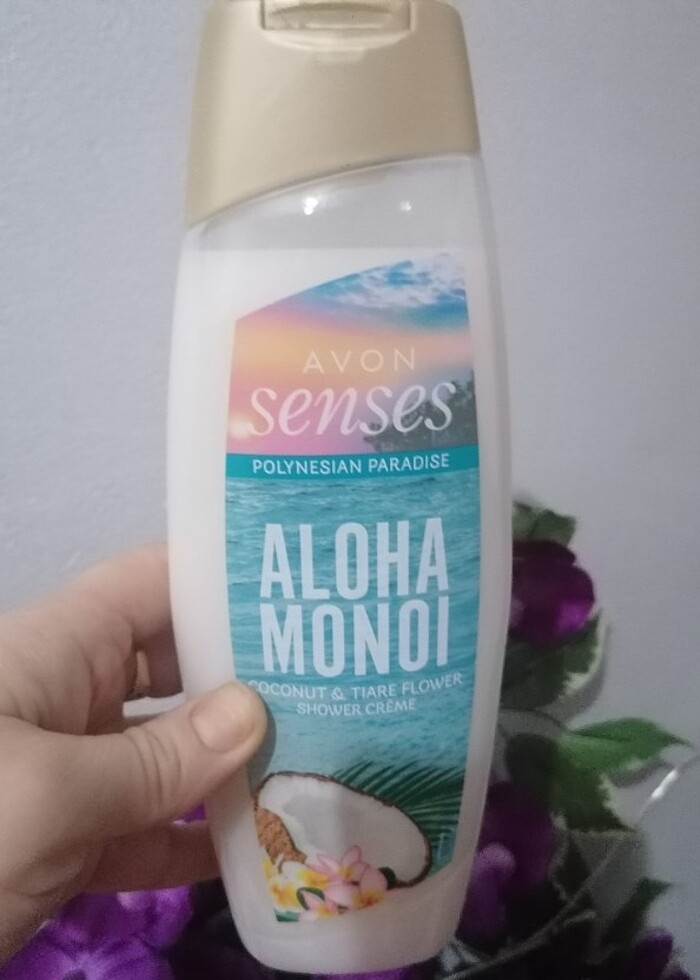 AVON
senses
POLYNESIAN PARADISE
ALOHA
MONOI
COCONUT & TIARE FLOWER
SHOWER CRÈME